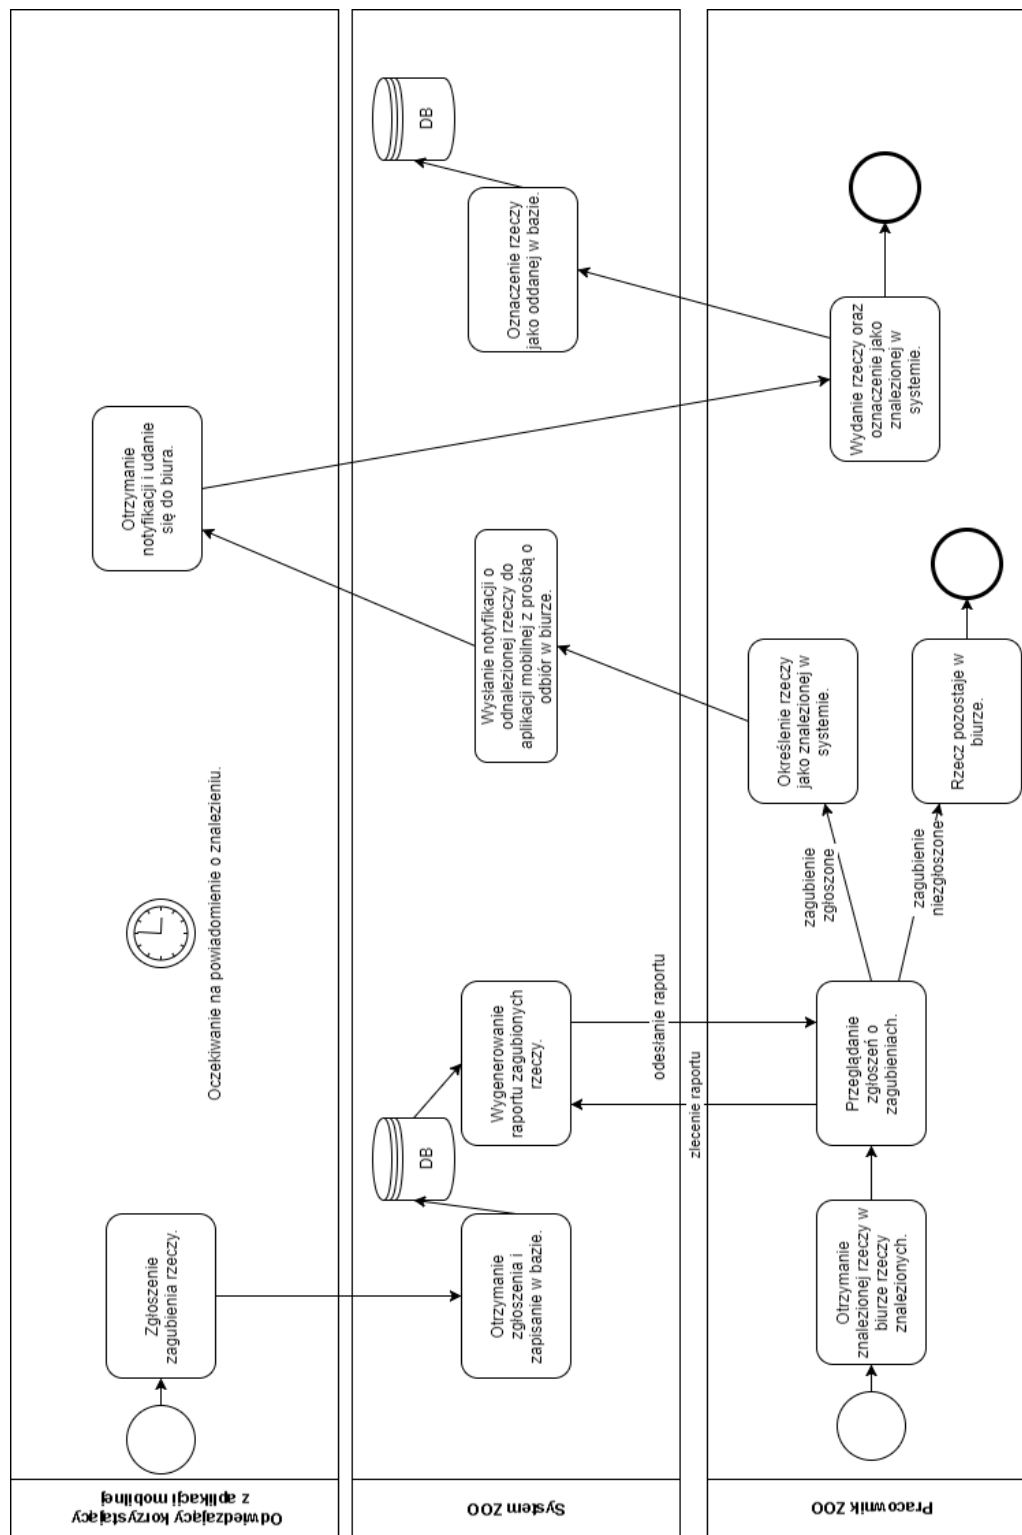 Odwiedzający korzystający
z aplikacji mobilnej
Zgłoszenie
zagubienia rzeczy.
Oczekiwanie na powiadomienie o znalezieniu.
Otrzymanie
notyfikacji i udanie
się do biura.
System ZOO
Otrzymanie
zgłoszenia i
zapisanie w bazie.
DB
Wygenerowanie
raportu zagubionych
rzeczy.
zlecenie raportu
odesłanie raportu
Wysłanie notyfikacji o
odnalezionej rzeczy do
aplikacji mobilnej z prośbą o
odbiór w biurze.
Oznaczenie rzeczy
jako oddanej w bazie.
DB
Pracownik ZOO
Otrzymanie
znalezionej rzeczy w
biurze rzeczy
znalezionych.
Przeglądanie
zgłoszeń o
zagubieniach.
zagubienie
zgłoszone
zagubienie
niezgłoszone
Określenie rzeczy
jako znalezionej w
systemie.
Rzecz pozostaje w
biurze.
Wydanie rzeczy oraz
oznaczenie jako
znalezionej w
systemie.